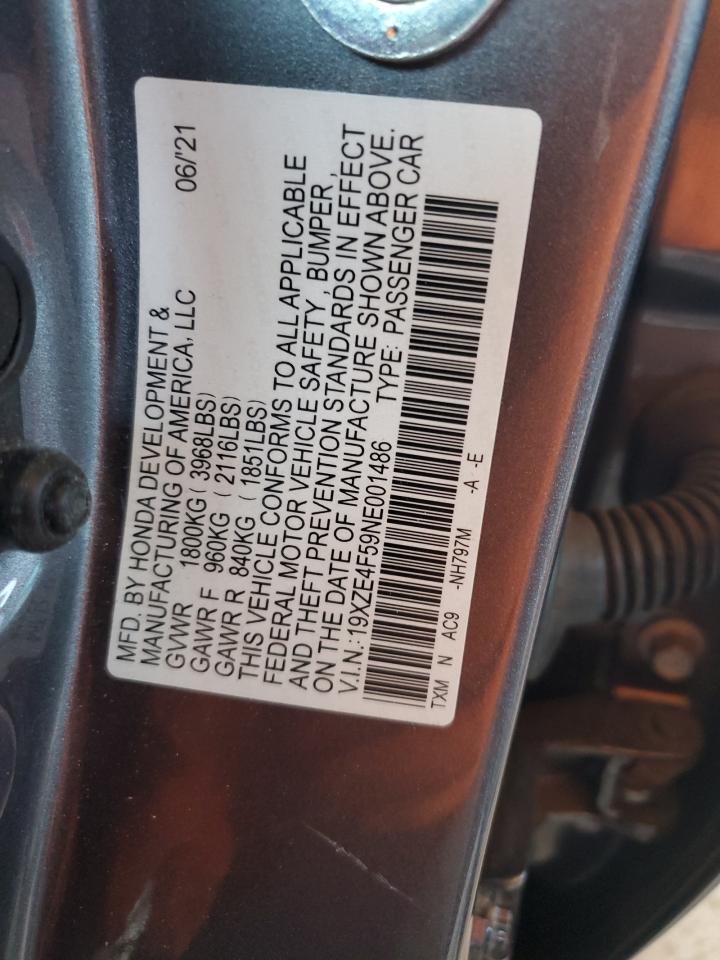 MFD. BY HONDA DEVELOPMENT &
MANUFACTURING OF AMERICA, LLC 06/'21
GVWR 1800KG ( 3968LBS)
GAWR F 960KG ( 2116LBS)
GAWR R 840KG ( 1851LBS)
THIS VEHICLE CONFORMS TO ALL APPLICABLE
FEDERAL MOTOR VEHICLE SAFETY, BUMPER,
AND THEFT PREVENTION STANDARDS IN EFFECT
ON THE DATE OF MANUFACTURE SHOWN ABOVE.
V.I.N.:19XZE4F59NE001486 TYPE: PASSENGER CAR
TXM N AC9 -NH797M -A -E